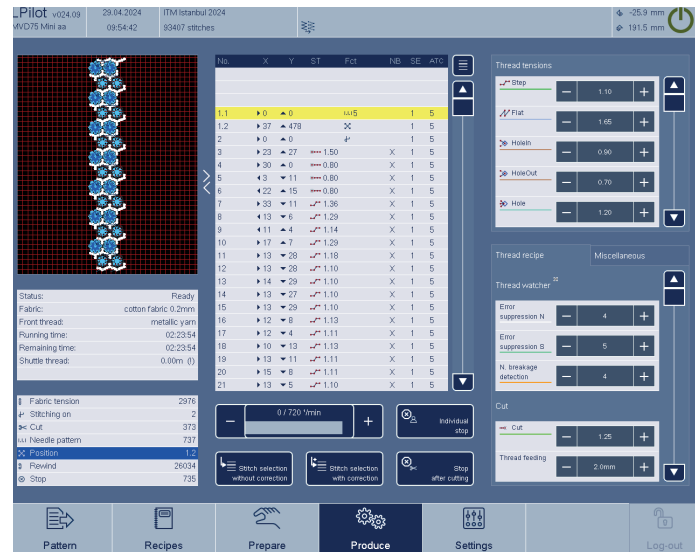 LPilot v024.09
MVD75 Mini aa
29.04.2024
09:54:42
ITM Istanbul 2024
93407 stitches
-25.9 mm
191.5 mm
No. X Y ST Fct NB SE ATC
1.1 0 0 5 1 5
1.2 37 478 1 5
2 0 0 1 5
3 23 27 1.50 X 1 5
4 30 0 0.80 X 1 5
5 3 11 0.80 X 1 5
6 22 15 0.80 X 1 5
7 33 11 1.36 X 1 5
8 13 6 1.29 X 1 5
9 11 4 1.14 X 1 5
10 17 7 1.29 X 1 5
11 13 28 1.18 X 1 5
12 13 28 1.10 X 1 5
13 14 29 1.10 X 1 5
14 13 27 1.10 X 1 5
15 13 29 1.10 X 1 5
16 12 8 1.13 X 1 5
17 12 4 1.11 X 1 5
18 10 13 1.13 X 1 5
19 13 11 1.11 X 1 5
20 15 8 1.11 X 1 5
21 13 5 1.10 X 1 5
Status: Ready
Fabric: cotton fabric 0.2mm
Front thread: metallic yarn
Running time: 02:23:54
Remaining time: 02:23:54
Shuttle thread: 0.00m (!)
Fabric tension 2976
Stitching on 2
Cut 373
Needle pattern 737
Position 1.2
Rewind 26034
Stop 735
− 0 / 720 ¹/min +
Individual
stop
Stitch selection
without correction
Stitch selection
with correction
Stop
after cutting
Thread tensions
Step − 1.10 +
Flat − 1.65 +
HoleIn − 0.90 +
HoleOut − 0.70 +
Hole − 1.20 +
Thread recipe
Miscellaneous
Thread watcher 22
Error
suppression N − 4 +
Error
suppression B − 5 +
N. breakage
detection − 4 +
Cut
Cut − 1.25 +
Thread feeding − 2.0mm +
Pattern
Recipes
Prepare
Produce
Settings
Log-out